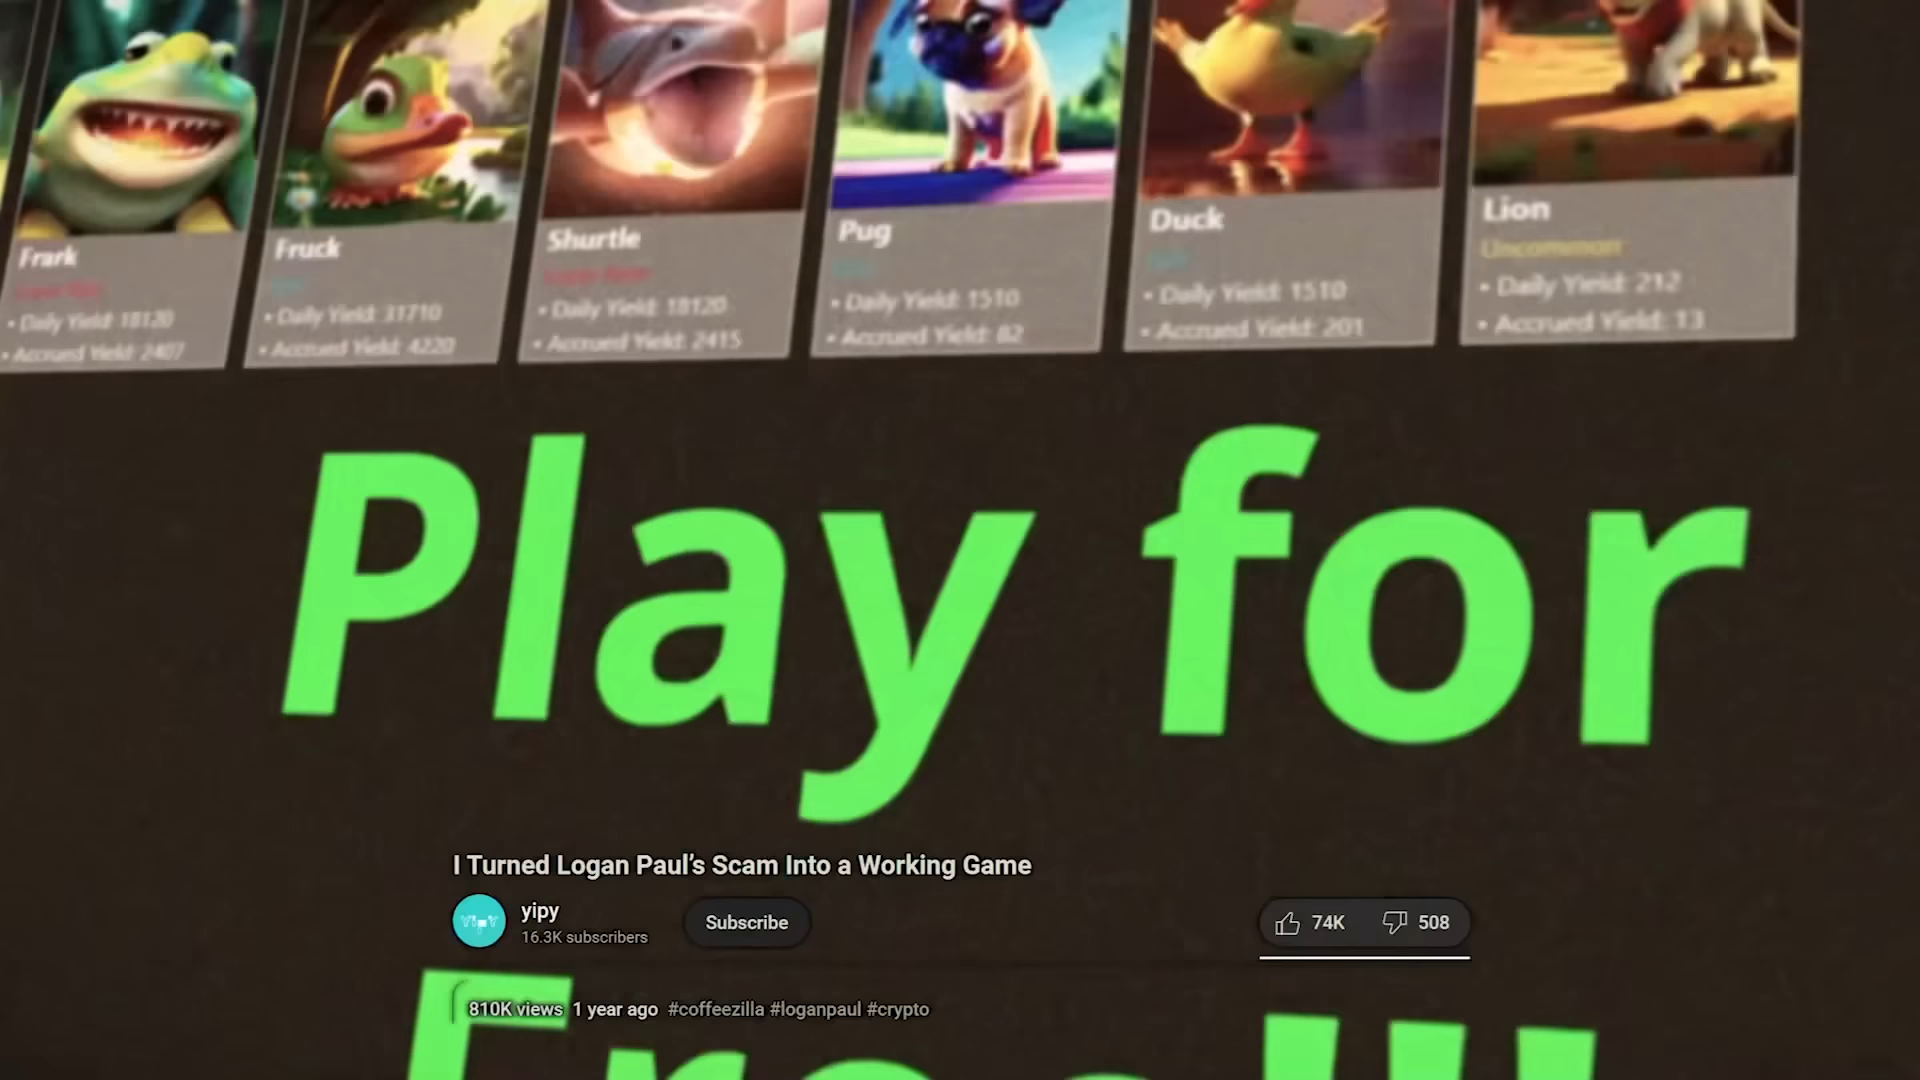 Frark
• Daily Yield: 18120
• Accrued Yield: 2407
Fruck
• Daily Yield: 31710
• Accrued Yield: 4220
Shurtle
• Daily Yield: 18120
• Accrued Yield: 2415
Pug
• Daily Yield: 1510
• Accrued Yield: 82
Duck
• Daily Yield: 1510
• Accrued Yield: 201
Lion
Uncommon
• Daily Yield: 212
• Accrued Yield: 13
Play for
Free!!!
I Turned Logan Paul's Scam Into a Working Game
yipy
16.3K subscribers
Subscribe
74K
508
810K views 1 year ago #coffeezilla #loganpaul #crypto